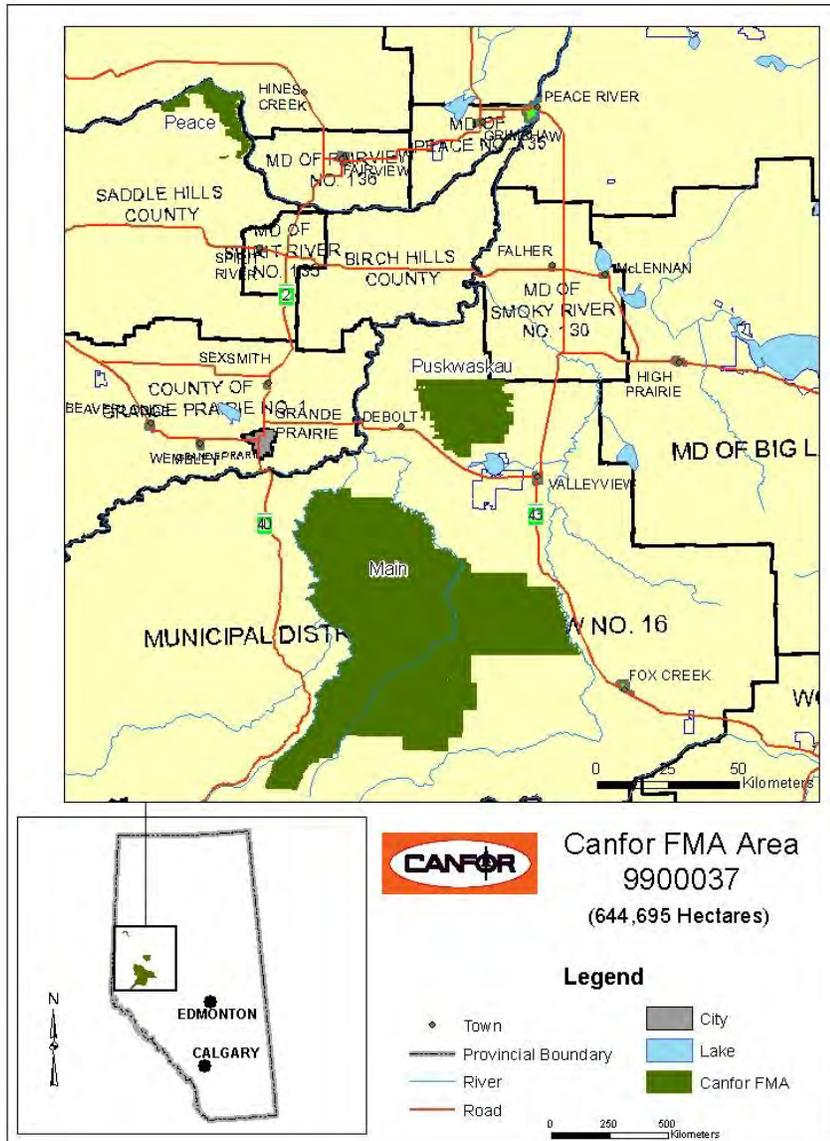 HINES
CREEK
PEACE RIVER
Peace
MD OF
GRIMSHAW
PEACE NO. 135
MD OF FAIRVIEW
FAIRVIEW
NO. 136
SADDLE HILLS
COUNTY
MD OF
SPIRIT RIVER
SPIRIT
RIVER
NO. 133
BIRCH HILLS
COUNTY
FALHER
McLENNAN
2
MD OF
SMOKY RIVER
NO. 130
SEXSMITH
Puskwaskau
HIGH
PRAIRIE
COUNTY OF
GRANDE PRAIRIE NO. 1
BEAVERLODGE
GRANDE
PRAIRIE
DEBOLT
WEMBLEY
GRANDE PRAIRIE
MD OF BIG L
VALLEYVIEW
40
43
Main
MUNICIPAL DISTR
W NO. 16
FOX CREEK
W
0 25 50
Kilometers
CANFOR
Canfor FMA Area
9900037
(644,695 Hectares)
N
EDMONTON
CALGARY
Legend
Town
Provincial Boundary
River
Road
City
Lake
Canfor FMA
0 250 500
Kilometers